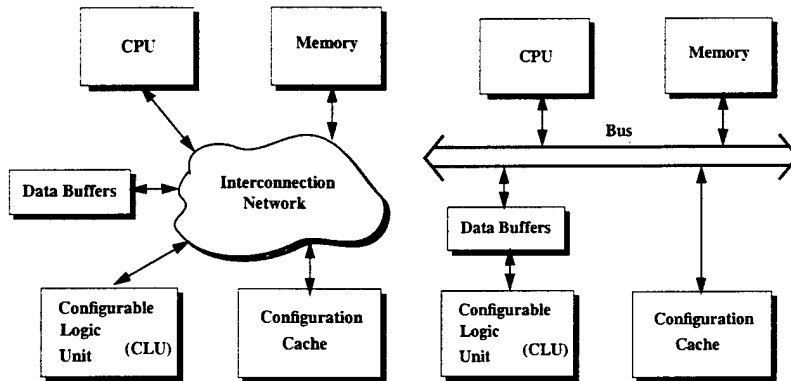 CPU
Memory
Data Buffers
Interconnection
Network
Configurable
Logic
Unit (CLU)
Configuration
Cache
CPU
Memory
Bus
Data Buffers
Configurable
Logic
Unit (CLU)
Configuration
Cache